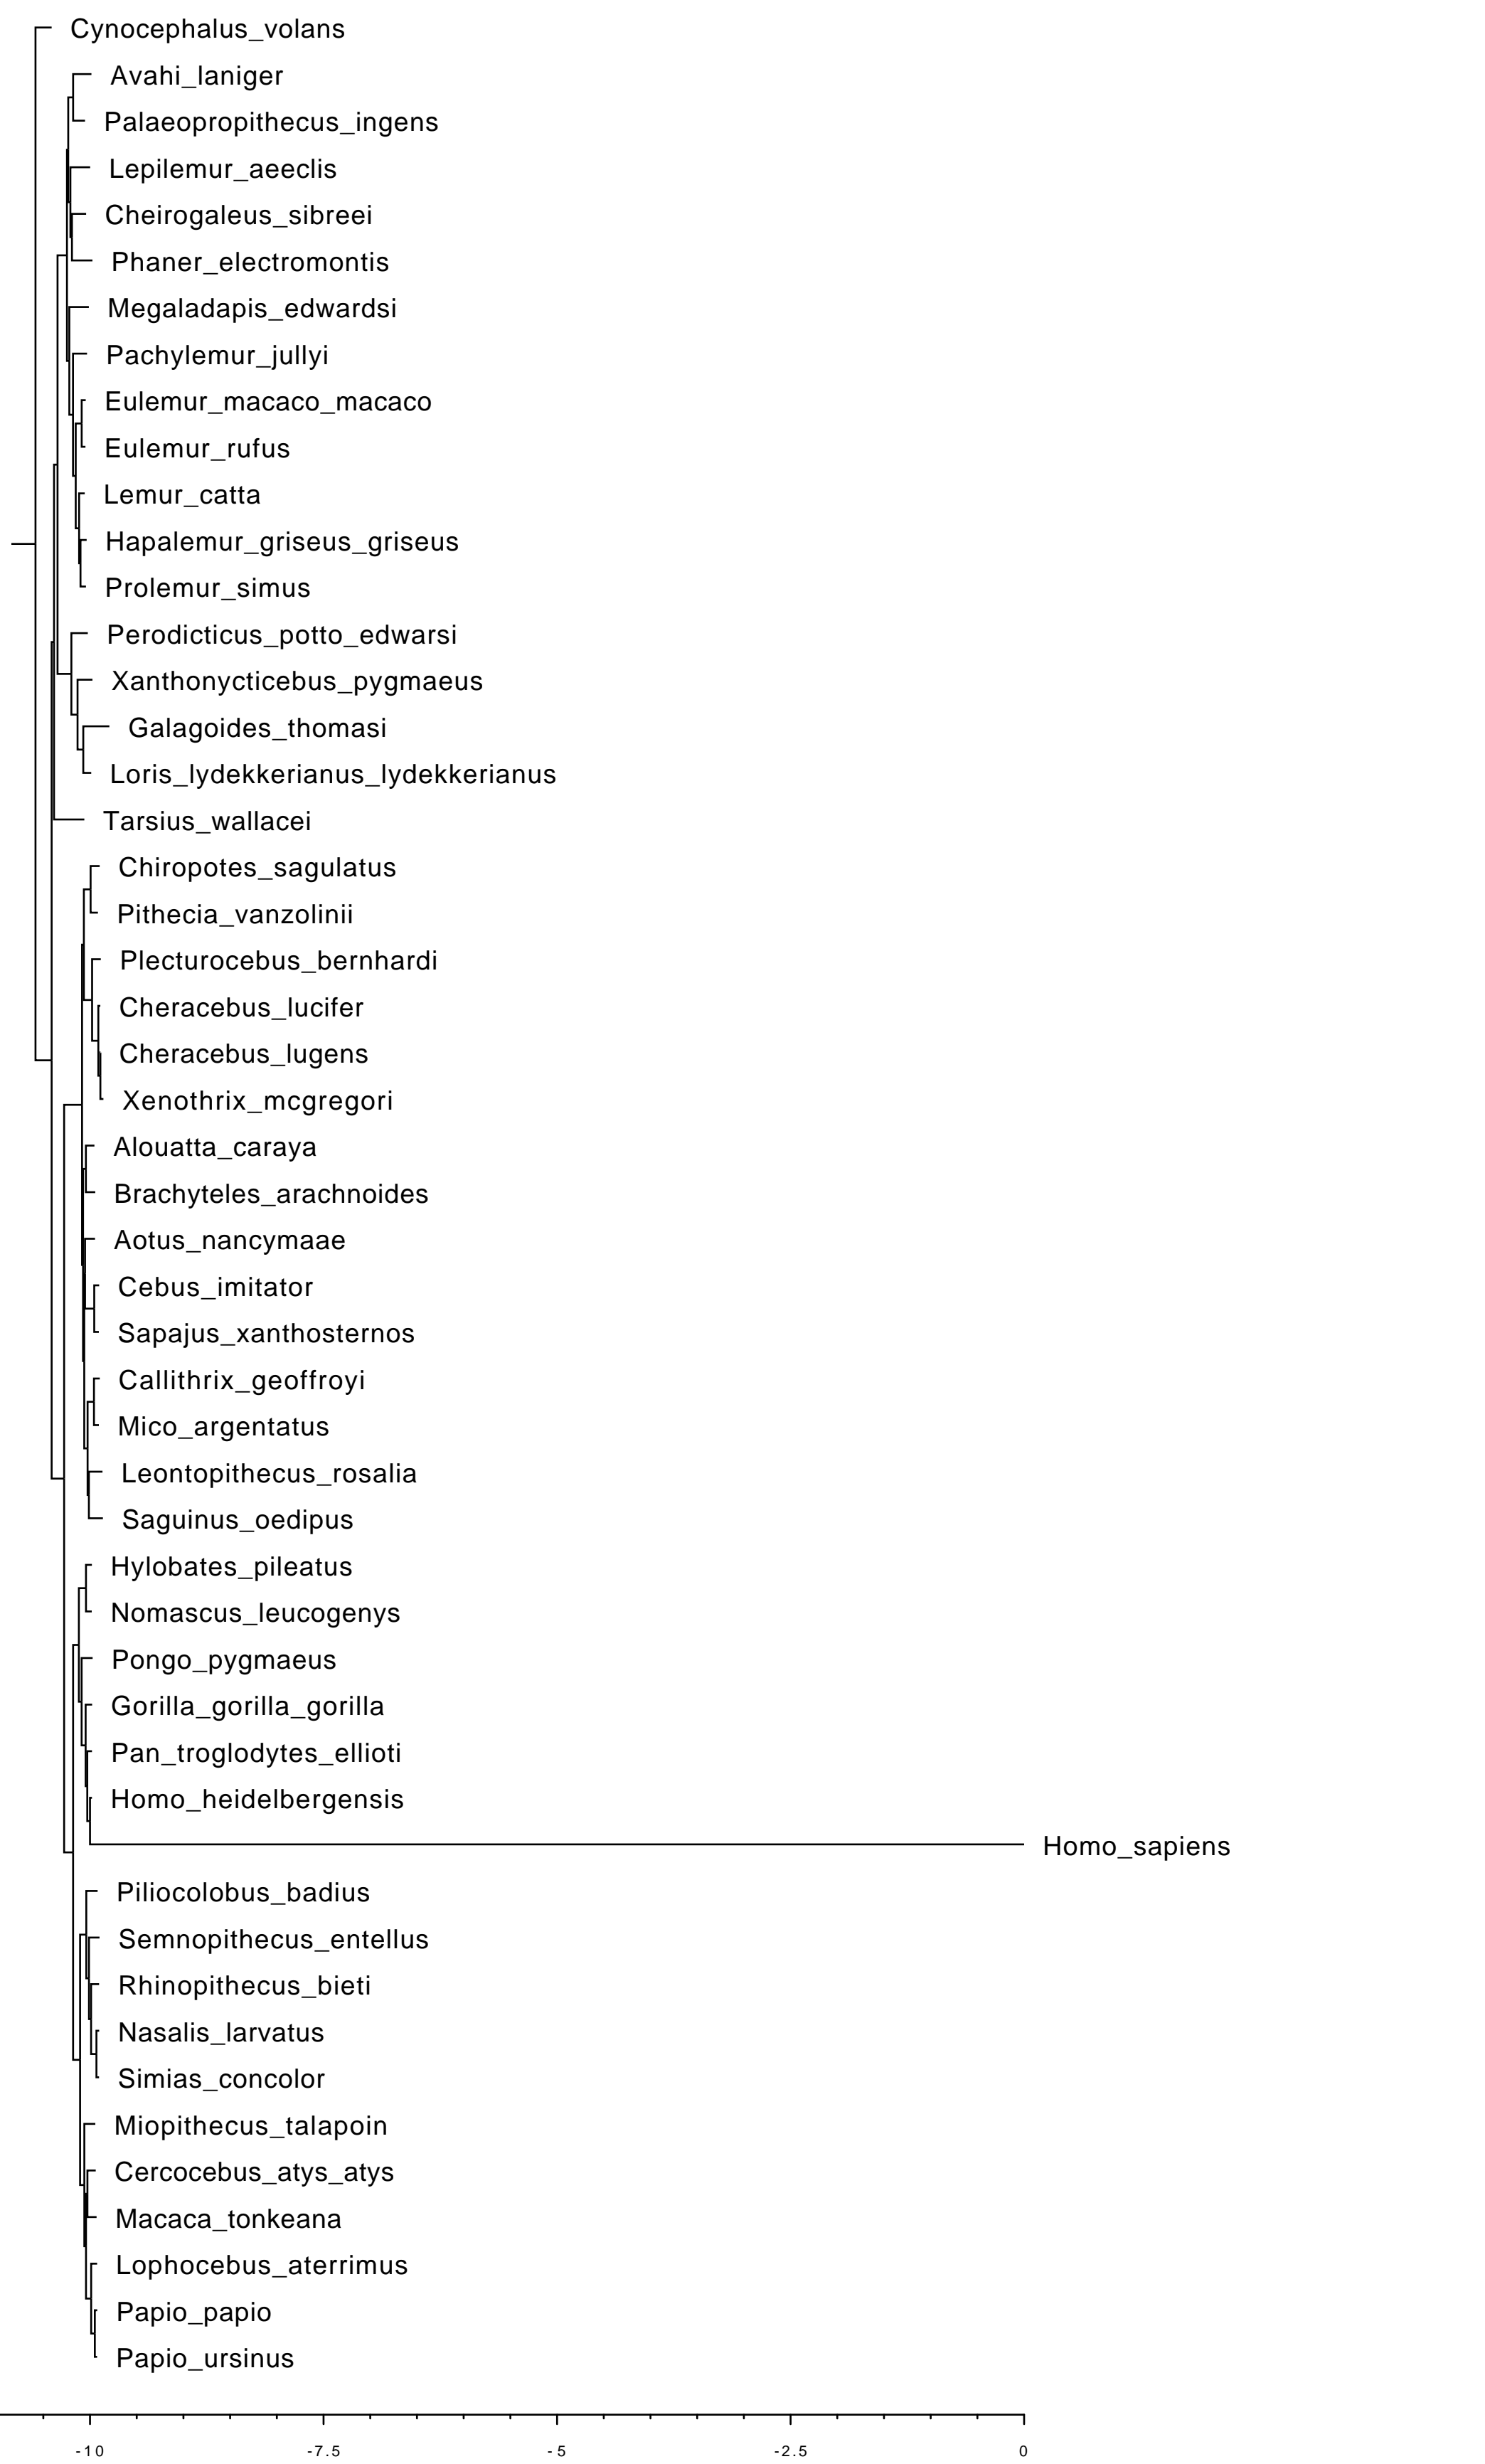 Cynocephalus_volans
Avahi_laniger
Palaeopropithecus_ingens
Lepilemur_aeeclis
Cheirogaleus_sibreei
Phaner_electromontis
Megaladapis_edwardsi
Pachylemur_jullyi
Eulemur_macaco_macaco
Eulemur_rufus
Lemur_catta
Hapalemur_griseus_griseus
Prolemur_simus
Perodicticus_potto_edwarsi
Xanthonycticebus_pygmaeus
Galagoides_thomasi
Loris_lydekkerianus_lydekkerianus
Tarsius_wallacei
Chiropotes_sagulatus
Pithecia_vanzolinii
Plecturocebus_bernhardi
Cheracebus_lucifer
Cheracebus_lugens
Xenothrix_mcgregori
Alouatta_caraya
Brachyteles_arachnoides
Aotus_nancymaae
Cebus_imitator
Sapajus_xanthosternos
Callithrix_geoffroyi
Mico_argentatus
Leontopithecus_rosalia
Saguinus_oedipus
Hylobates_pileatus
Nomascus_leucogenys
Pongo_pygmaeus
Gorilla_gorilla_gorilla
Pan_troglodytes_ellioti
Homo_heidelbergensis
Homo_sapiens
Piliocolobus_badius
Semnopithecus_entellus
Rhinopithecus_bieti
Nasalis_larvatus
Simias_concolor
Miopithecus_talapoin
Cercocebus_atys_atys
Macaca_tonkeana
Lophocebus_aterrimus
Papio_papio
Papio_ursinus
-10 -7.5 -5 -2.5 0